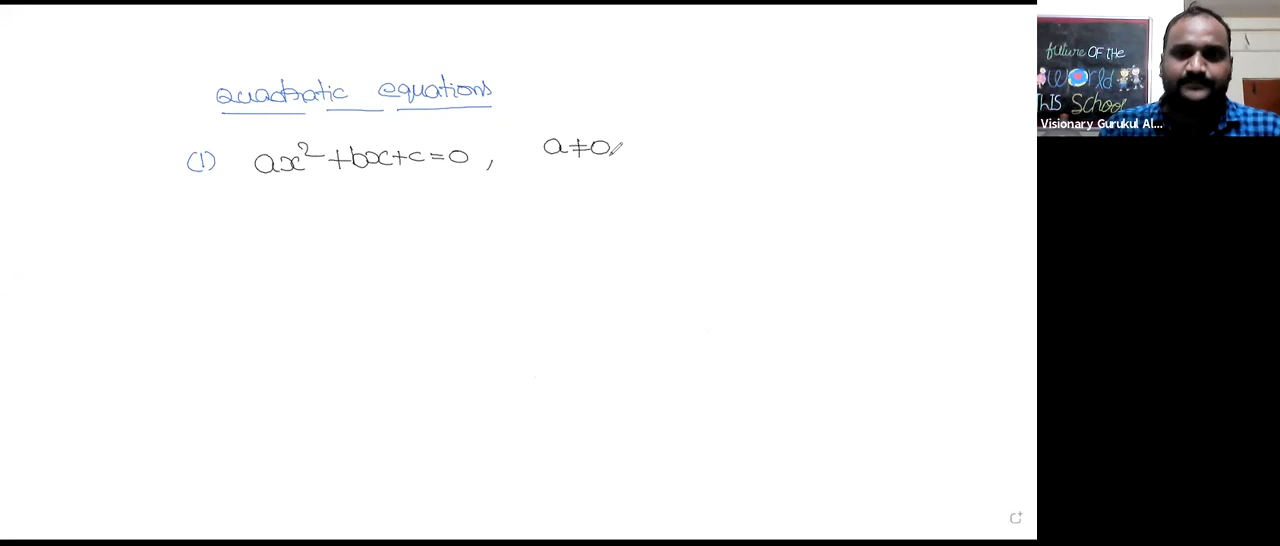 Quadratic equations
(1) ax² + bx + c = 0 , a ≠ 0
future OF the
World
THIS School
Visionary Gurukul Al...